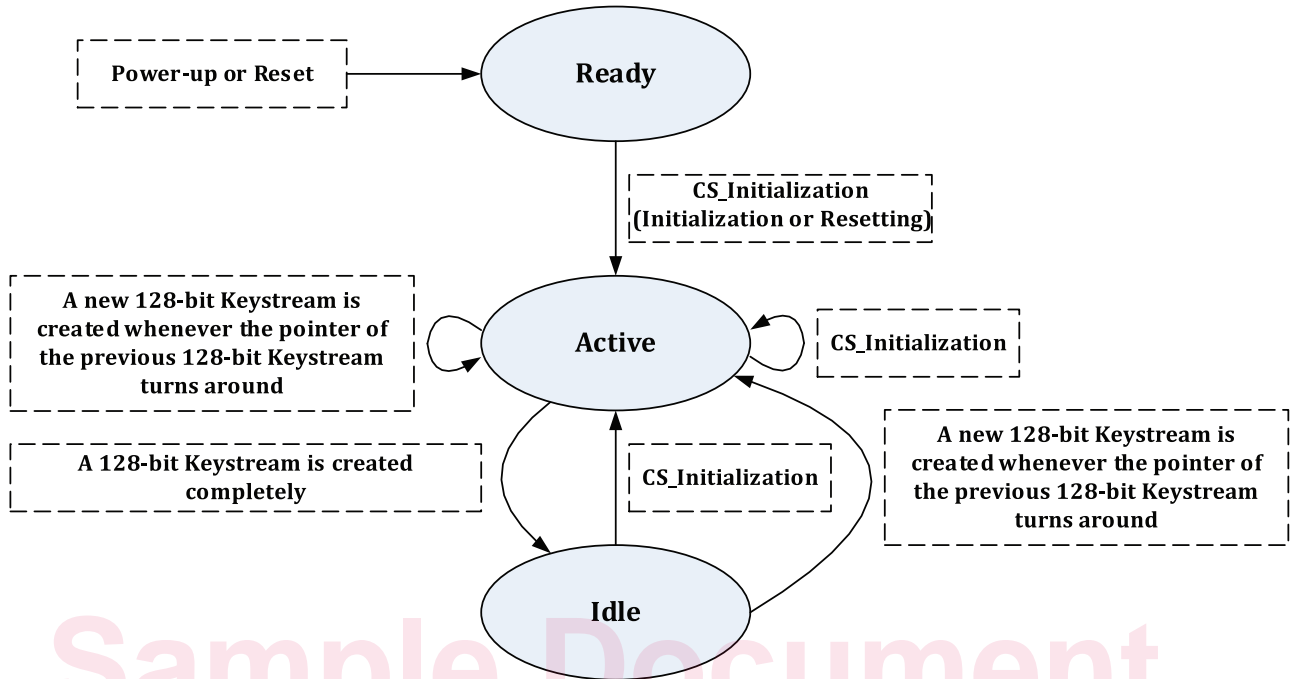 Power-up or Reset
Ready
CS_Initialization
(Initialization or Resetting)
A new 128-bit Keystream is
created whenever the pointer of
the previous 128-bit Keystream
turns around
Active
CS_Initialization
A 128-bit Keystream is created
completely
CS_Initialization
A new 128-bit Keystream is
created whenever the pointer of
the previous 128-bit Keystream
turns around
Idle
Sample Document